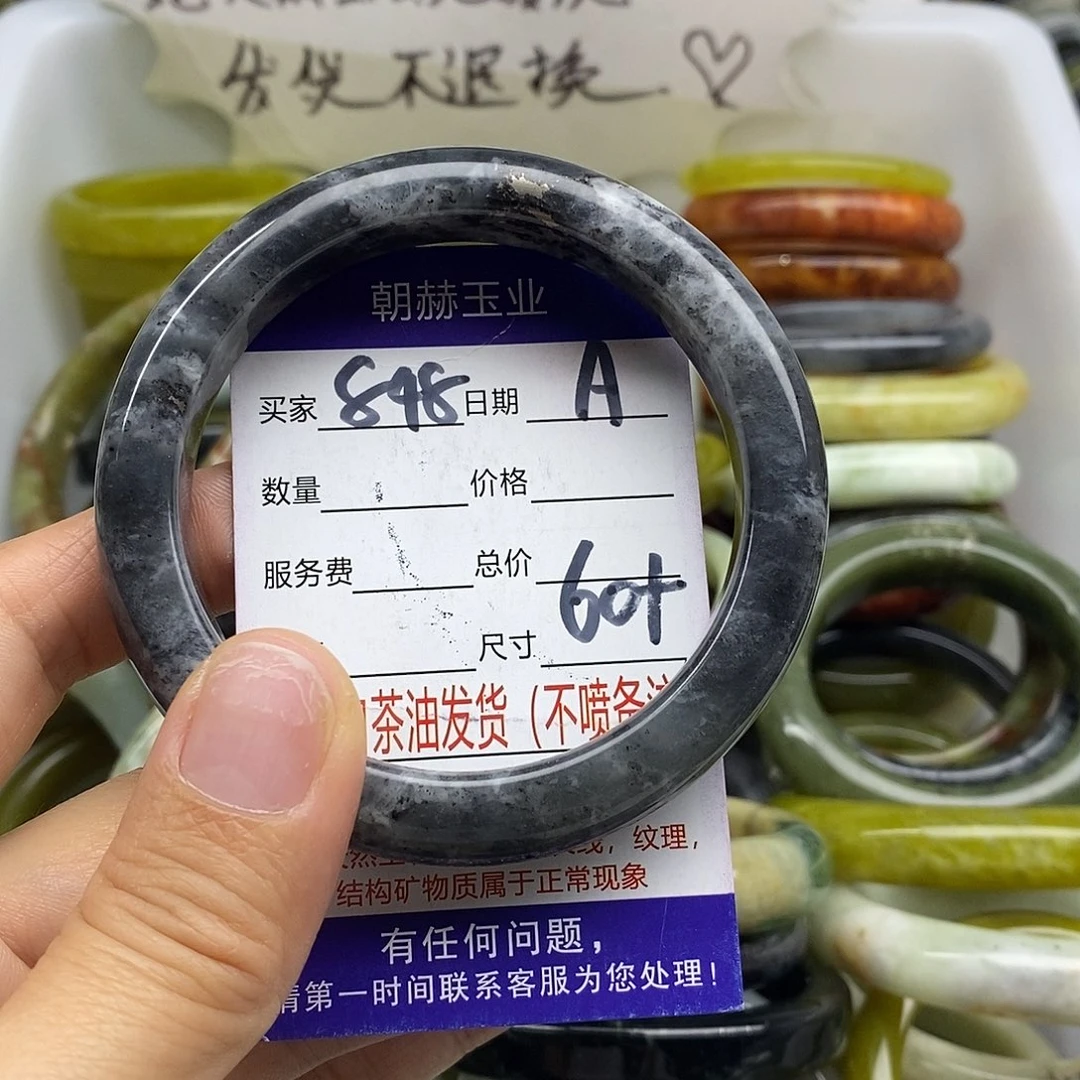 发货不退换
朝赫玉业
买家 848 日期 A
数量 价格
服务费 总价
尺寸 60+
茶油发货（不喷条
纹理，
结构矿物质属于正常现象
有任何问题，
请第一时间联系客服为您处理！